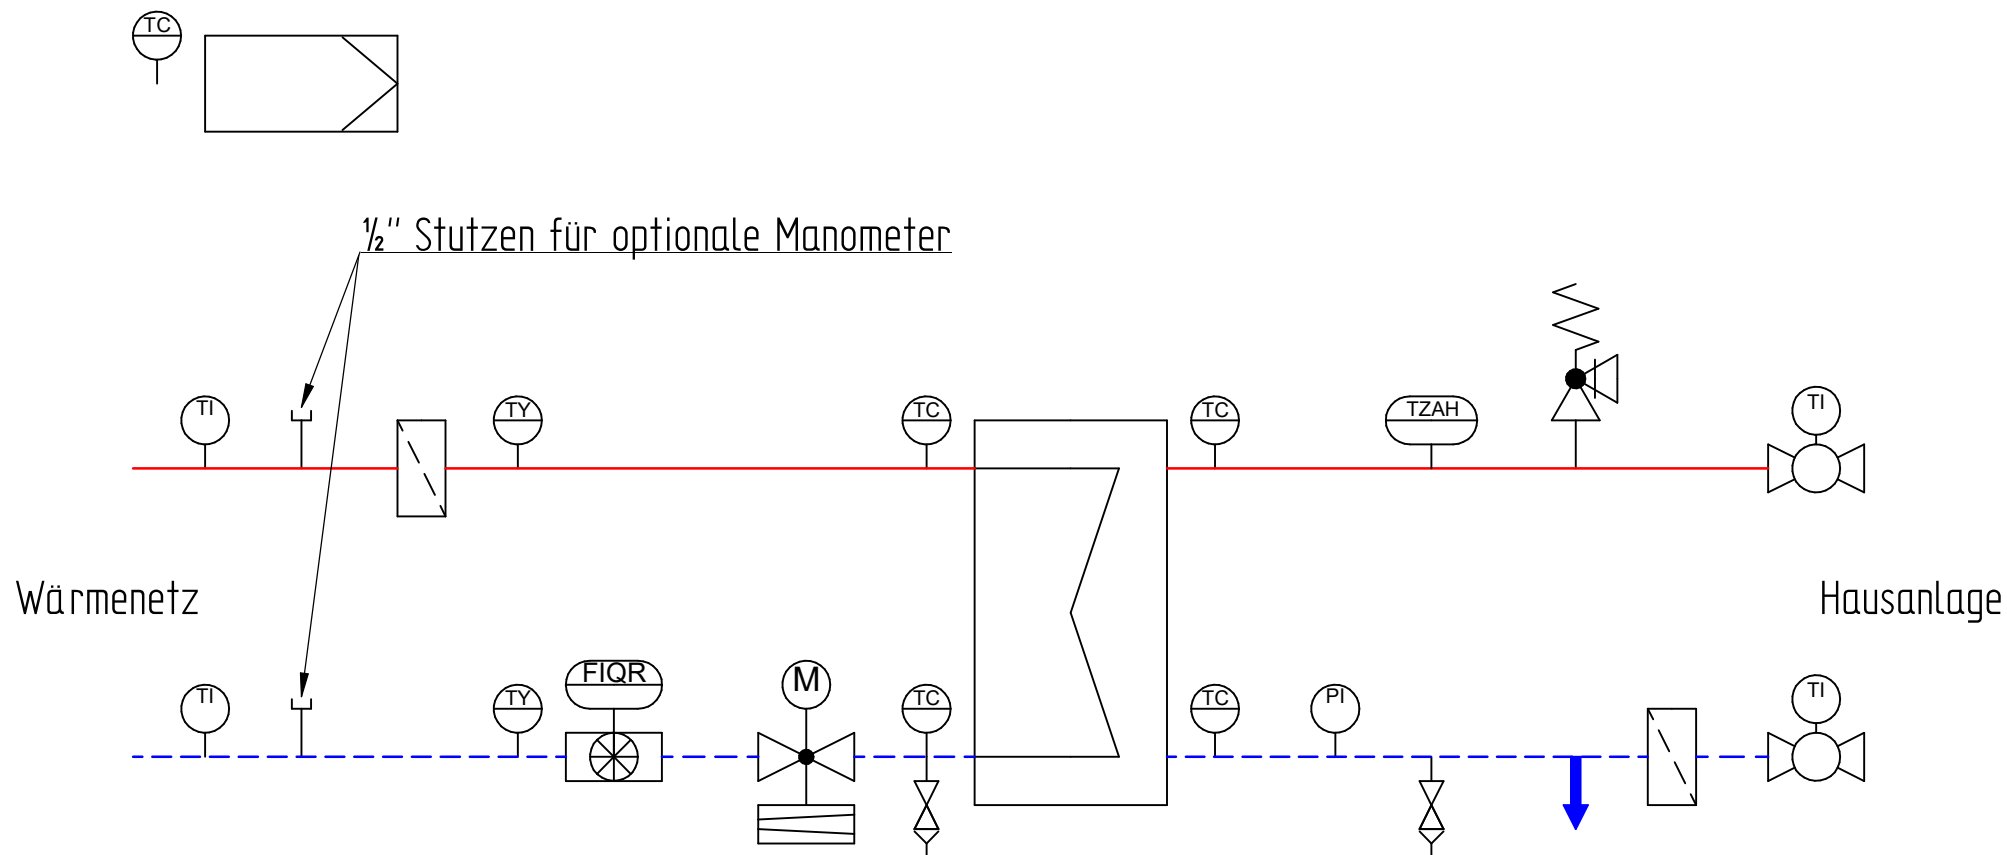 TC
½" Stutzen für optionale Manometer
TI
TY
TC
TC
TZAH
TI
Wärmenetz
Hausanlage
TI
TY
FIQR
M
TC
TC
PI
TI